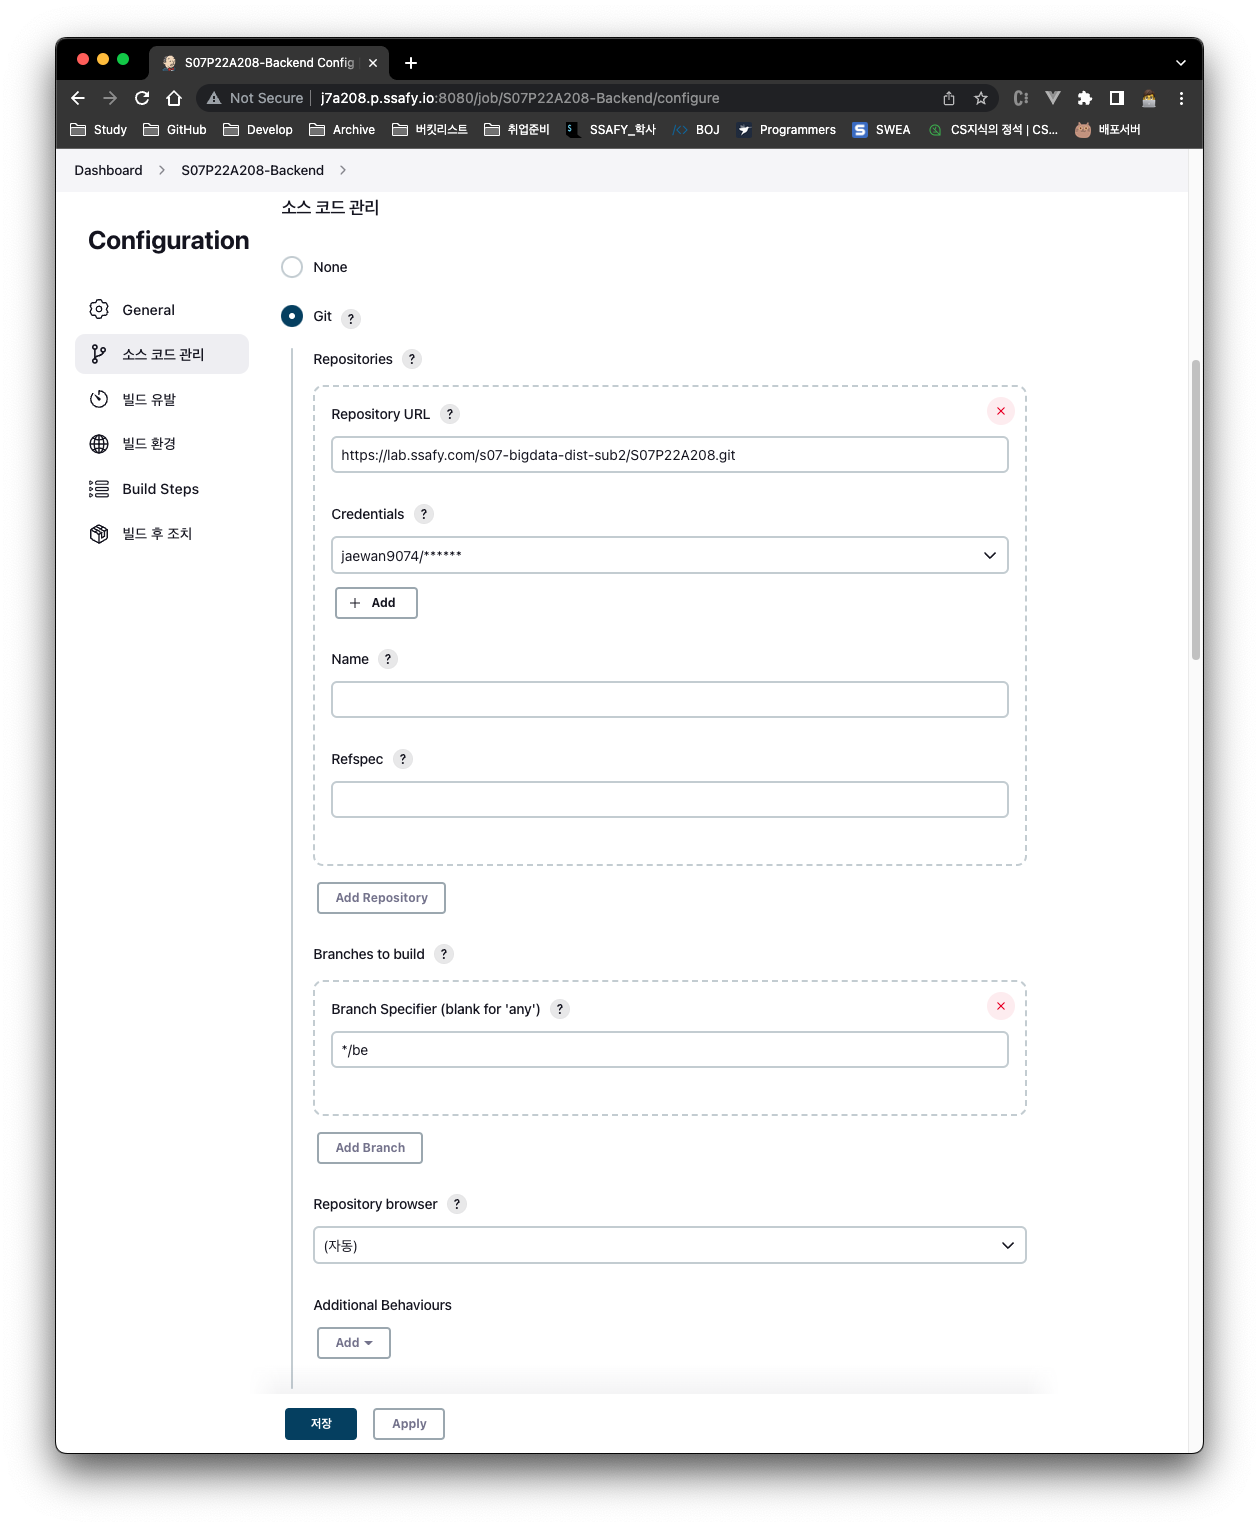 S07P22A208-Backend Config
Not Secure | j7a208.p.ssafy.io:8080/job/S07P22A208-Backend/configure
Study GitHub Develop Archive 버킷리스트 취업준비 SSAFY_학사 BOJ Programmers SWEA CS지식의 정석 | CS... 배포서버
Dashboard > S07P22A208-Backend >
Configuration
General
소스 코드 관리
빌드 유발
빌드 환경
Build Steps
빌드 후 조치
소스 코드 관리
None
Git ?
Repositories ?
Repository URL ?
https://lab.ssafy.com/s07-bigdata-dist-sub2/S07P22A208.git
Credentials ?
jaewan9074/******
+ Add
Name ?
Refspec ?
Add Repository
Branches to build ?
Branch Specifier (blank for 'any') ?
*/be
Add Branch
Repository browser ?
(자동)
Additional Behaviours
Add
저장 Apply